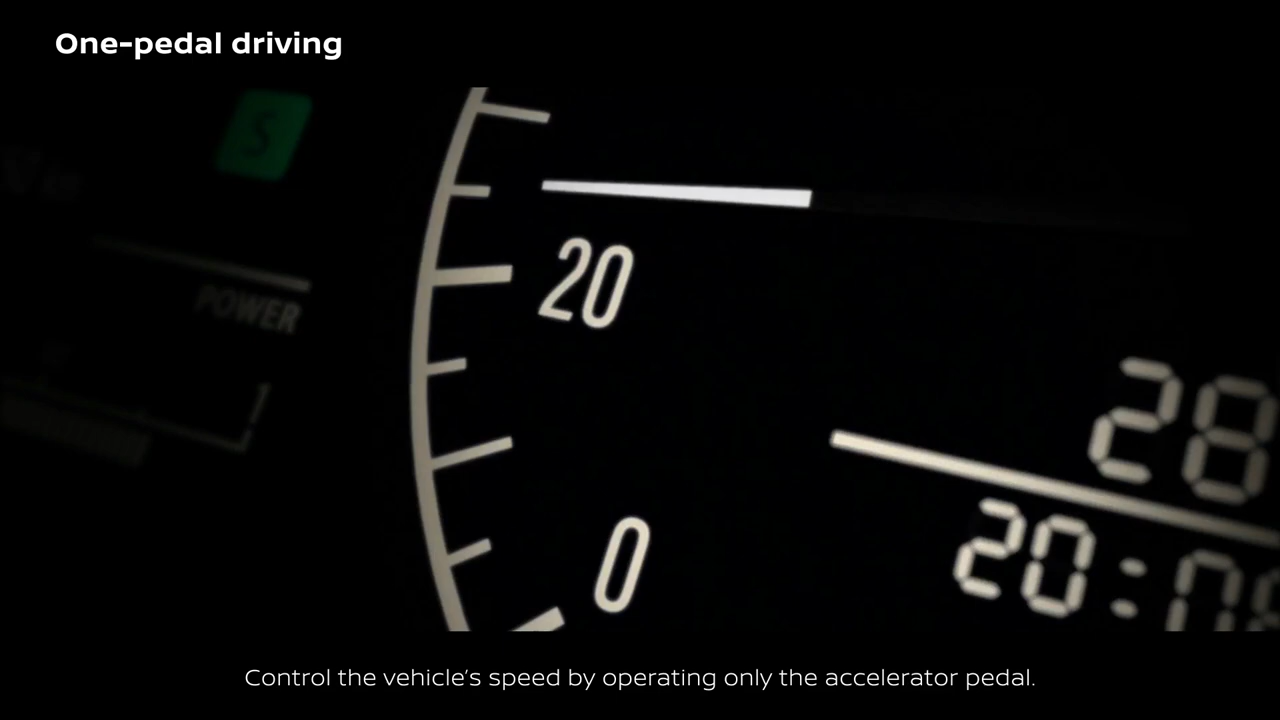 One-pedal driving
S
POWER
20
0
28
20:0
Control the vehicle's speed by operating only the accelerator pedal.